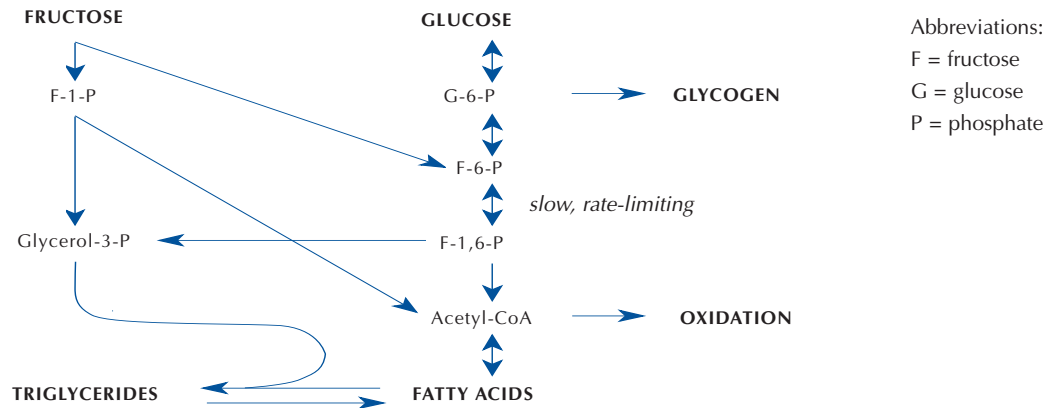 FRUCTOSE
GLUCOSE
Abbreviations:
F = fructose
G = glucose
P = phosphate
F-1-P
G-6-P
GLYCOGEN
F-6-P
slow, rate-limiting
Glycerol-3-P
F-1,6-P
Acetyl-CoA
OXIDATION
TRIGLYCERIDES
FATTY ACIDS